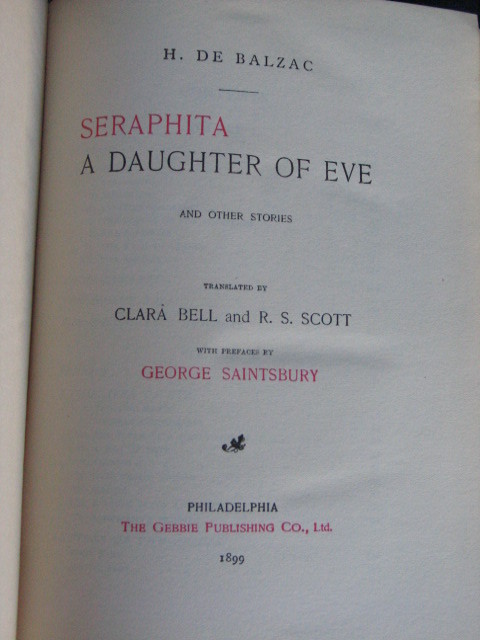 H. DE BALZAC
SERAPHITA
A DAUGHTER OF EVE
AND OTHER STORIES
TRANSLATED BY
CLARA BELL and R. S. SCOTT
WITH PREFACES BY
GEORGE SAINTSBURY
PHILADELPHIA
THE GEBBIE PUBLISHING CO., Ltd.
1899